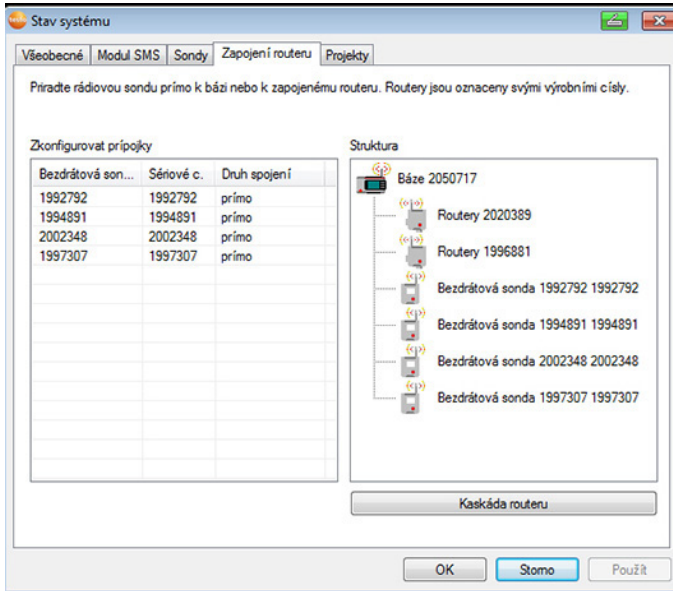 Stav systému
Všeobecné Modul SMS Sondy Zapojení routeru Projekty
Priradte rádiovou sondu prímo k bázi nebo k zapojenému routeru. Routery jsou oznaceny svými výrobními císly.
Zkonfigurovat prípojky
Bezdrátová son... Sériové c. Druh spojení
1992792 1992792 prímo
1994891 1994891 prímo
2002348 2002348 prímo
1997307 1997307 prímo
Struktura
Báze 2050717
Routery 2020389
Routery 1996881
Bezdrátová sonda 1992792 1992792
Bezdrátová sonda 1994891 1994891
Bezdrátová sonda 2002348 2002348
Bezdrátová sonda 1997307 1997307
Kaskáda routeru
OK Storno Použít